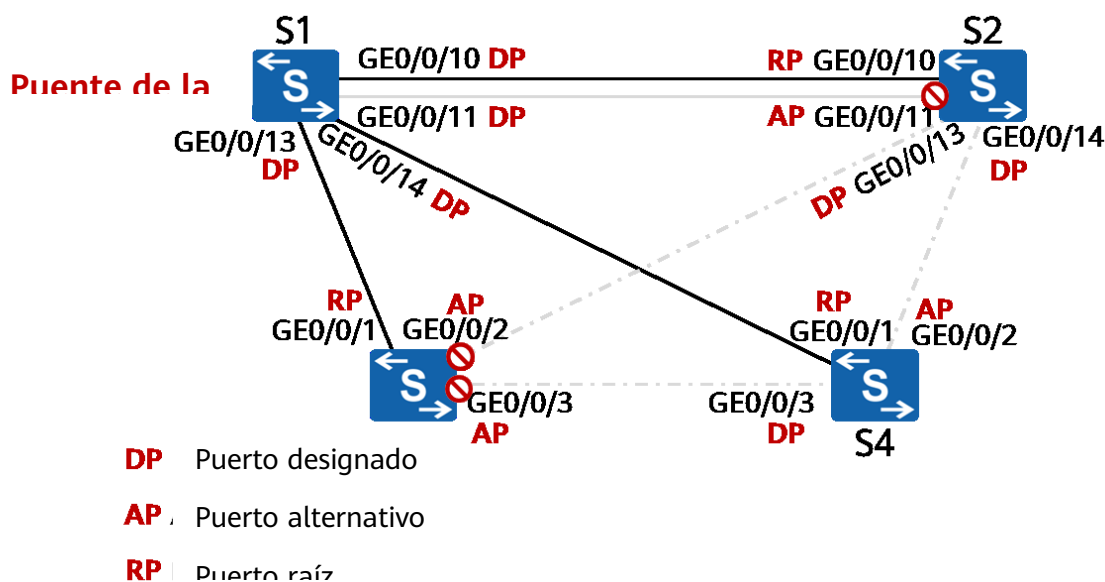 S1
S2
GE0/0/10 DP
RP GE0/0/10
Puente de la
S
S
GE0/0/11 DP
AP GE0/0/11
GE0/0/13
DP
GE0/0/14 DP
DP GE0/0/13
GE0/0/14
DP
RP
AP
RP
AP
GE0/0/1
GE0/0/2
GE0/0/1
GE0/0/2
S
S
GE0/0/3
AP
GE0/0/3
DP
S4
DP Puerto designado
AP Puerto alternativo
RP Puerto raíz